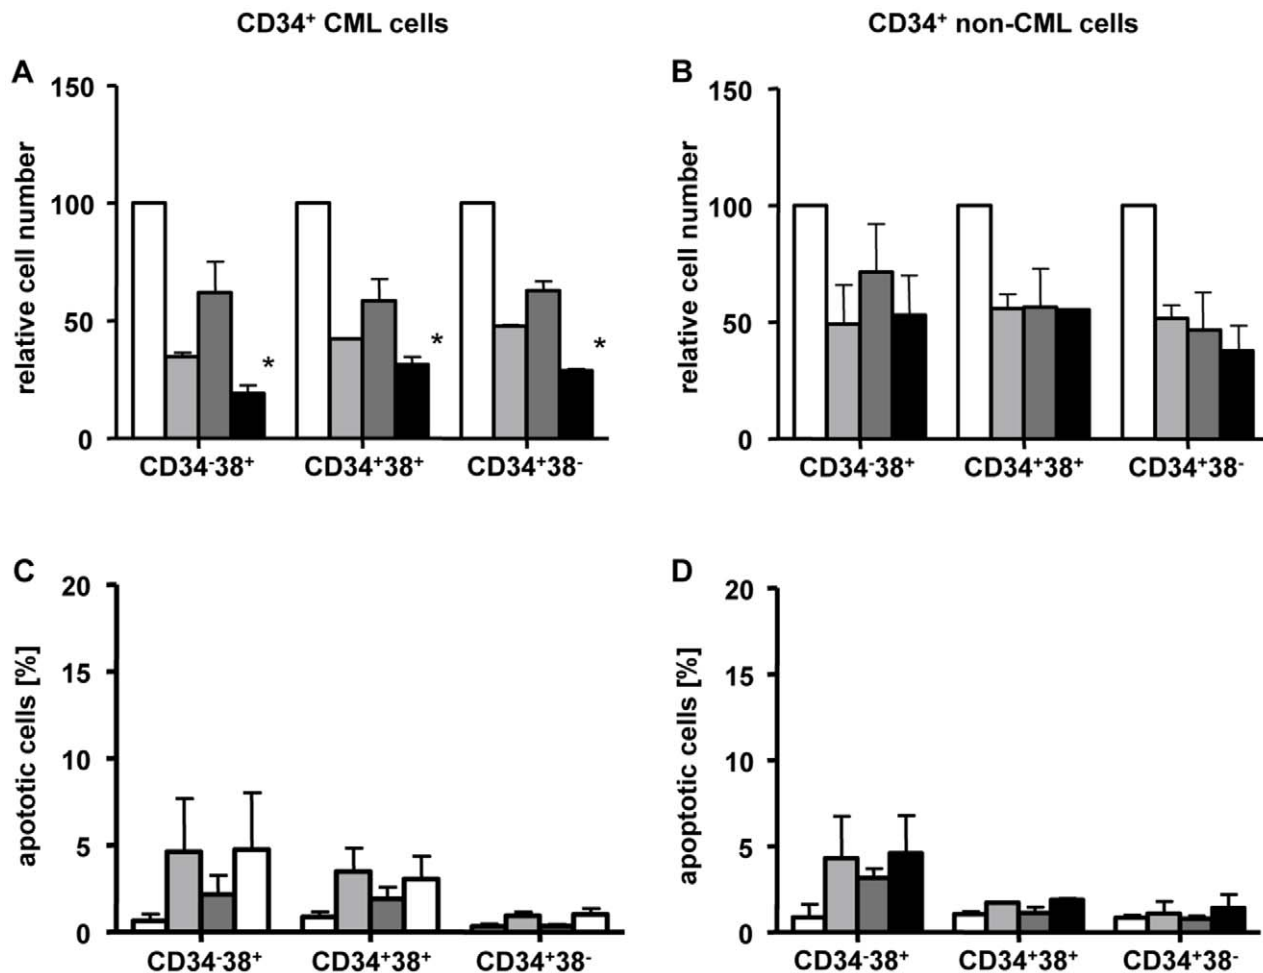 CD34⁺ CML cells
CD34⁺ non-CML cells
A
relative cell number
150
100
50
0
*
*
*
CD34⁻38⁺
CD34⁺38⁺
CD34⁺38⁻
B
relative cell number
150
100
50
0
CD34⁻38⁺
CD34⁺38⁺
CD34⁺38⁻
C
apototic cells [%]
20
15
10
5
0
CD34⁻38⁺
CD34⁺38⁺
CD34⁺38⁻
D
apoptotic cells [%]
20
15
10
5
0
CD34⁻38⁺
CD34⁺38⁺
CD34⁺38⁻